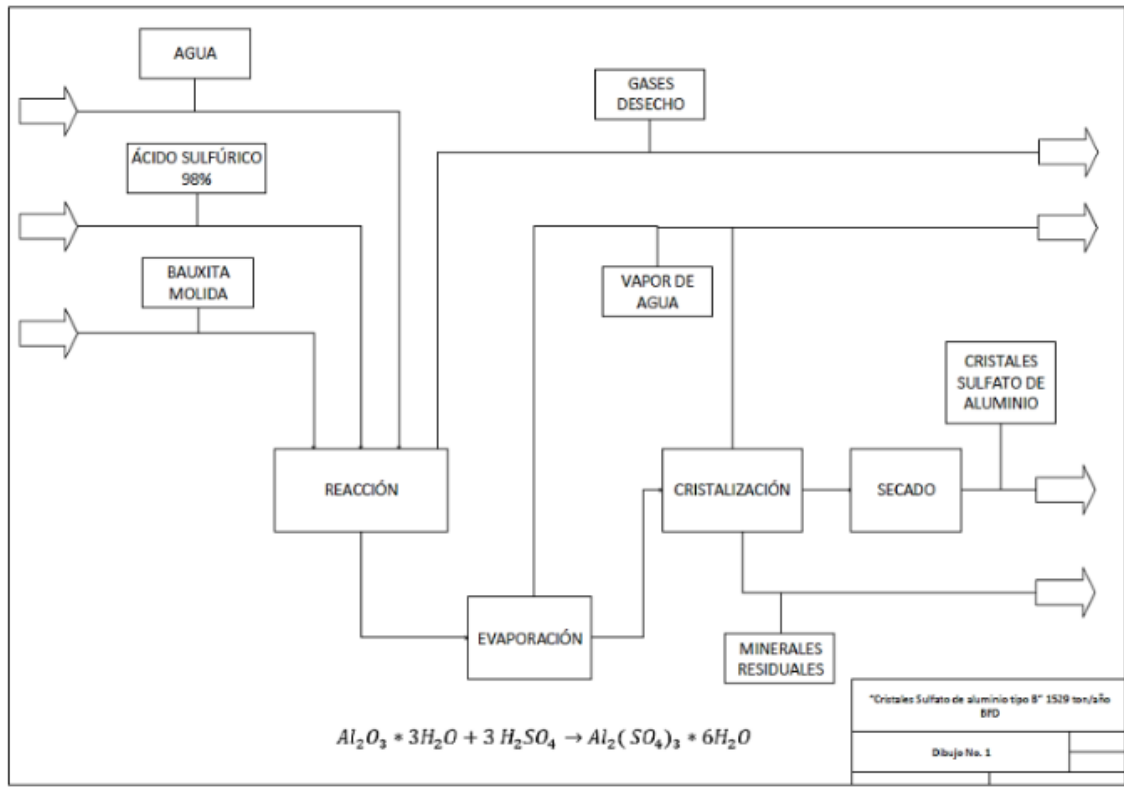 AGUA
GASES
DESECHO
ÁCIDO SULFÚRICO
98%
BAUXITA
MOLIDA
VAPOR DE
AGUA
CRISTALES
SULFATO DE
ALUMINIO
REACCIÓN
CRISTALIZACIÓN
SECADO
EVAPORACIÓN
MINERALES
RESIDUALES
"Cristales Sulfato de aluminio tipo B" 1529 ton/año
BFD
Dibujo No. 1
Al₂O₃ * 3H₂O + 3 H₂SO₄ → Al₂( SO₄)₃ * 6H₂O